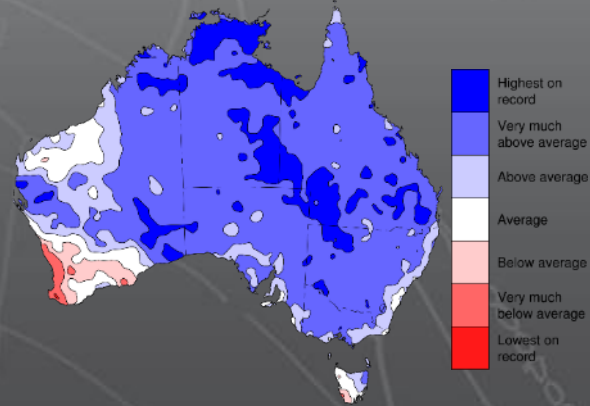 Highest on
record
Very much
above average
Above average
Average
Below average
Very much
below average
Lowest on
record